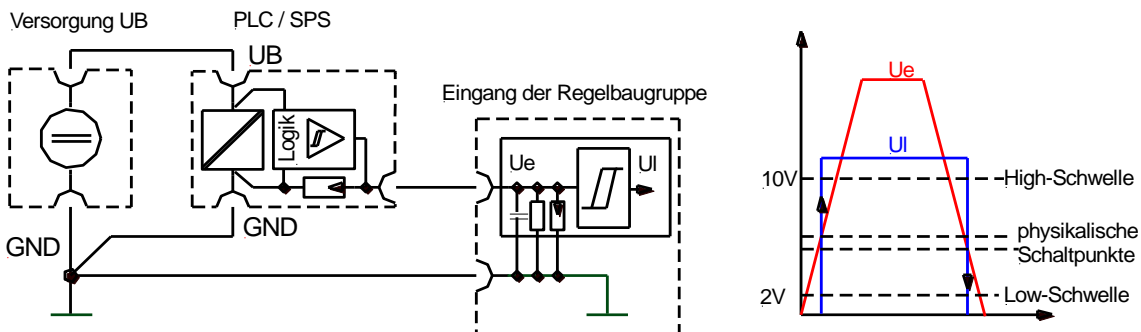 Versorgung UB
PLC / SPS
UB
Logik
GND
GND
Eingang der Regelbaugruppe
Ue
Ul
Ue
Ul
10V
High-Schwelle
physikalische
Schaltpunkte
2V
Low-Schwelle